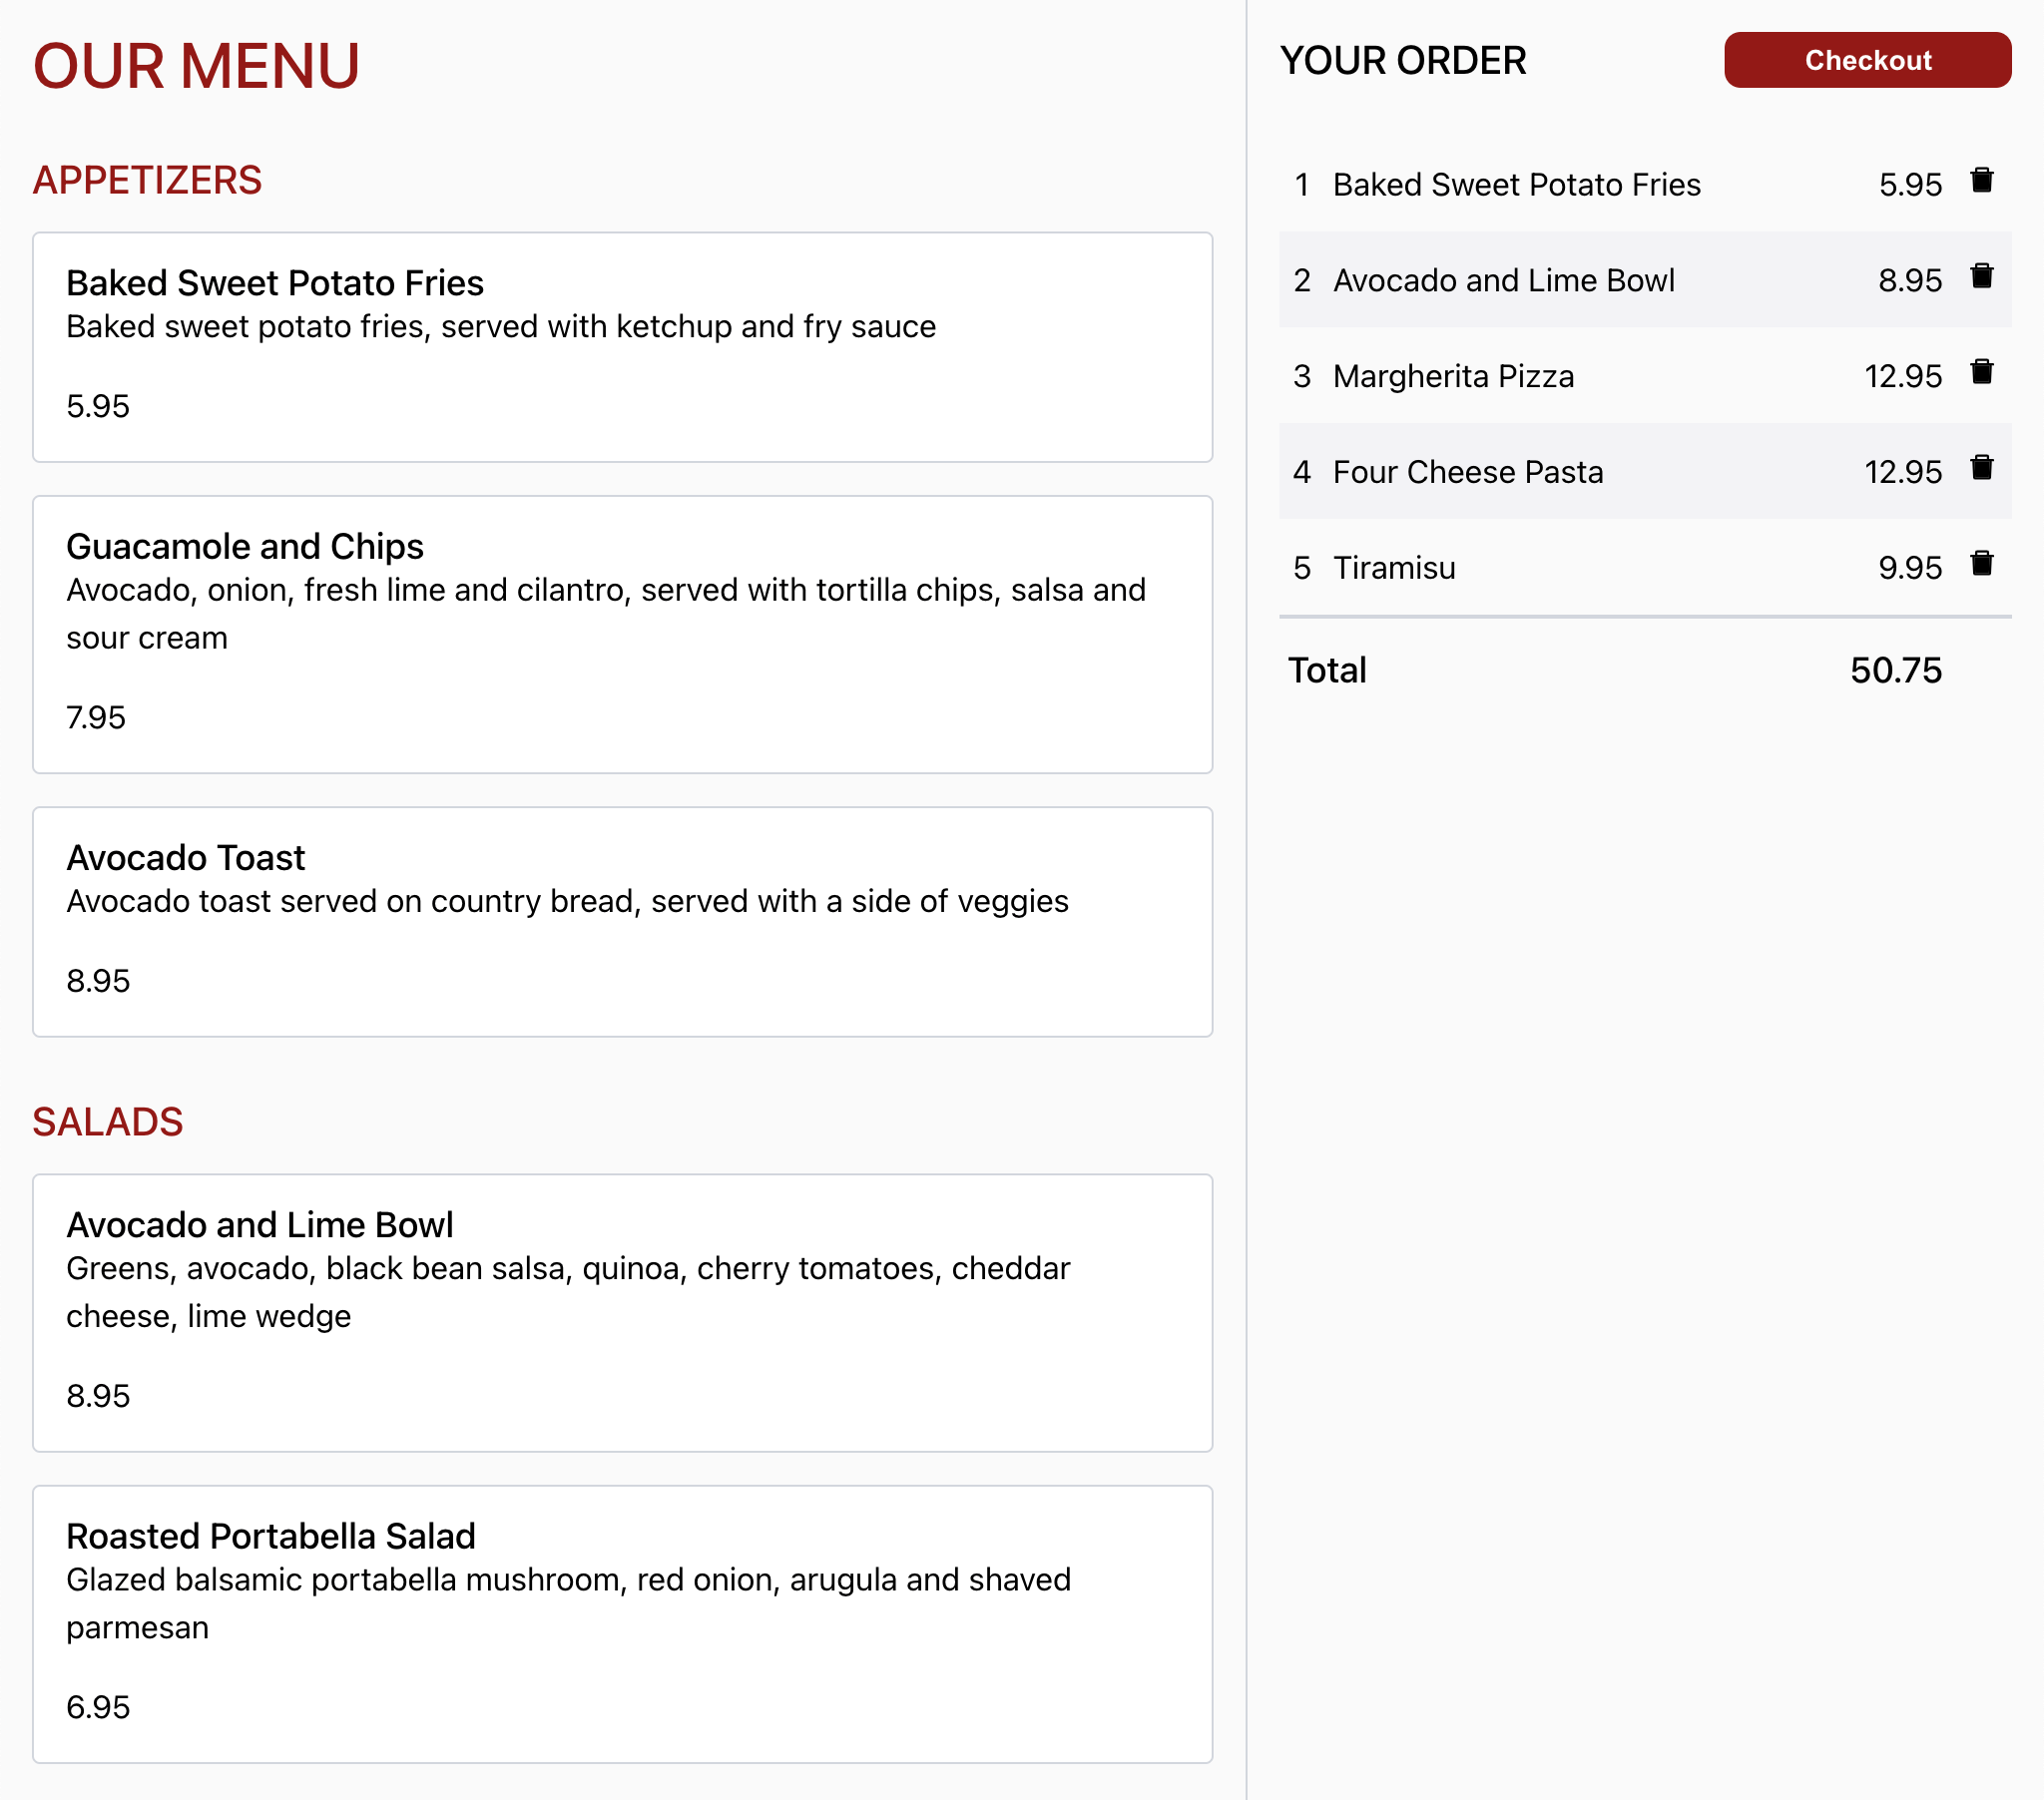 OUR MENU
APPETIZERS
Baked Sweet Potato Fries
Baked sweet potato fries, served with ketchup and fry sauce
5.95
Guacamole and Chips
Avocado, onion, fresh lime and cilantro, served with tortilla chips, salsa and
sour cream
7.95
Avocado Toast
Avocado toast served on country bread, served with a side of veggies
8.95
SALADS
Avocado and Lime Bowl
Greens, avocado, black bean salsa, quinoa, cherry tomatoes, cheddar
cheese, lime wedge
8.95
Roasted Portabella Salad
Glazed balsamic portabella mushroom, red onion, arugula and shaved
parmesan
6.95
YOUR ORDER
Checkout
1 Baked Sweet Potato Fries 5.95
2 Avocado and Lime Bowl 8.95
3 Margherita Pizza 12.95
4 Four Cheese Pasta 12.95
5 Tiramisu 9.95
Total 50.75